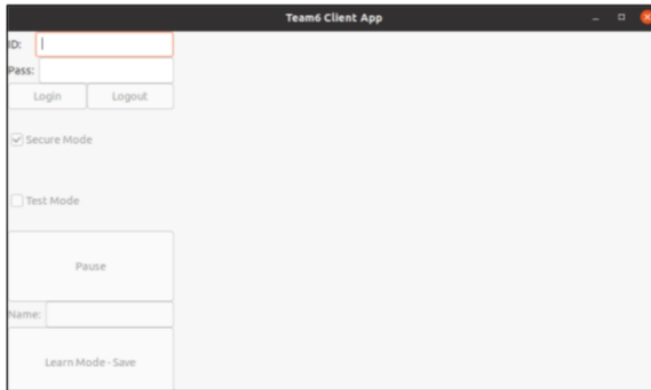 Team6 Client App
ID:
Pass:
Login Logout
Secure Mode
Test Mode
Pause
Name:
Learn Mode - Save